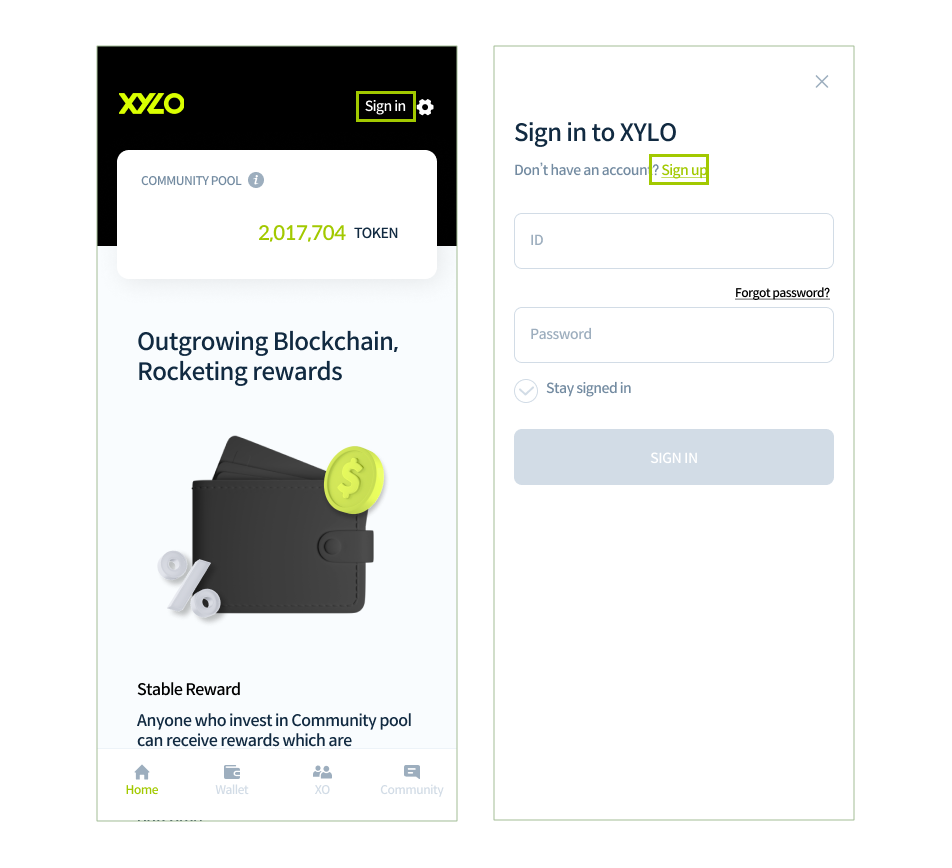 XYLO
Sign in
COMMUNITY POOL i
2,017,704 TOKEN
Outgrowing Blockchain,
Rocketing rewards
$
%
Stable Reward
Anyone who invest in Community pool
can receive rewards which are
Home
Wallet
XO
Community
Sign in to XYLO
Don't have an account? Sign up
ID
Forgot password?
Password
Stay signed in
SIGN IN